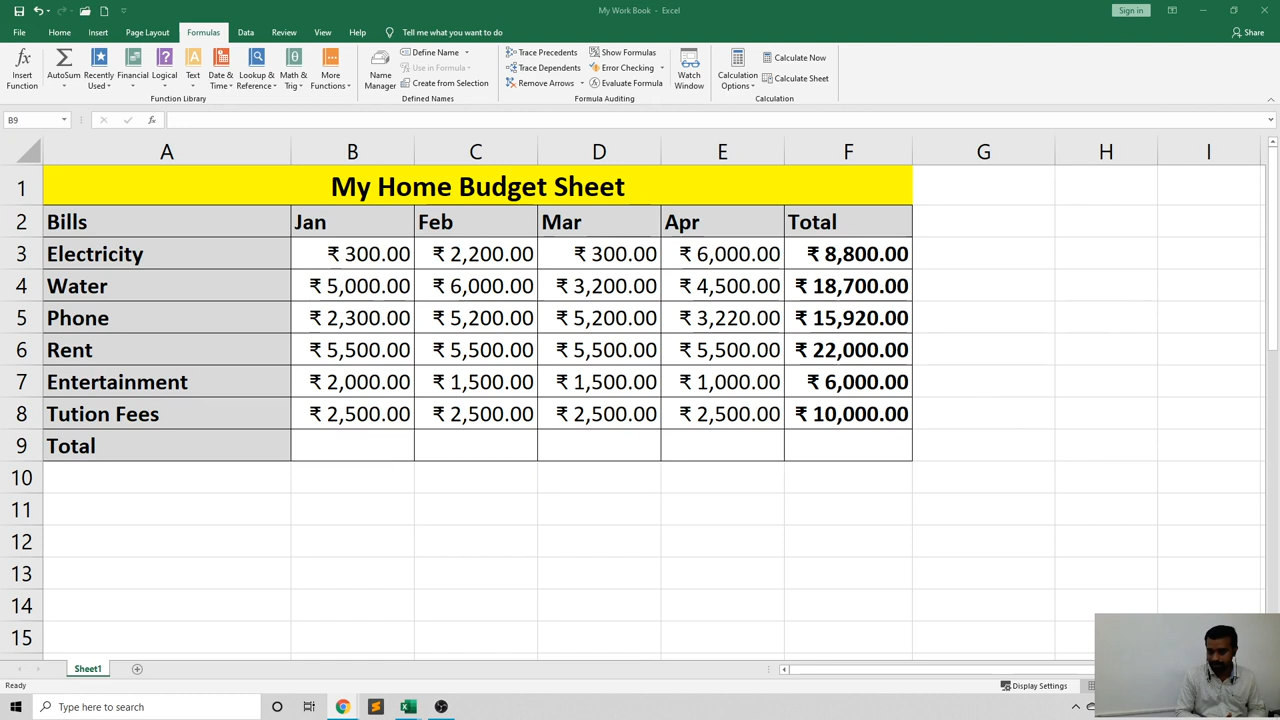 My Work Book - Excel
Sign in
File Home Insert Page Layout Formulas Data Review View Help Tell me what you want to do Share
Insert Function
AutoSum
Recently Used
Financial
Logical
Text
Date & Time
Lookup & Reference
Math & Trig
More Functions
Function Library
Name Manager
Define Name
Use in Formula
Create from Selection
Defined Names
Trace Precedents
Trace Dependents
Remove Arrows
Show Formulas
Error Checking
Evaluate Formula
Formula Auditing
Watch Window
Calculation Options
Calculate Now
Calculate Sheet
Calculation
B9 fx
A B C D E F G H I
1 My Home Budget Sheet
2 Bills Jan Feb Mar Apr Total
3 Electricity ₹ 300.00 ₹ 2,200.00 ₹ 300.00 ₹ 6,000.00 ₹ 8,800.00
4 Water ₹ 5,000.00 ₹ 6,000.00 ₹ 3,200.00 ₹ 4,500.00 ₹ 18,700.00
5 Phone ₹ 2,300.00 ₹ 5,200.00 ₹ 5,200.00 ₹ 3,220.00 ₹ 15,920.00
6 Rent ₹ 5,500.00 ₹ 5,500.00 ₹ 5,500.00 ₹ 5,500.00 ₹ 22,000.00
7 Entertainment ₹ 2,000.00 ₹ 1,500.00 ₹ 1,500.00 ₹ 1,000.00 ₹ 6,000.00
8 Tution Fees ₹ 2,500.00 ₹ 2,500.00 ₹ 2,500.00 ₹ 2,500.00 ₹ 10,000.00
9 Total
10
11
12
13
14
15
Sheet1
Ready
Display Settings
Type here to search